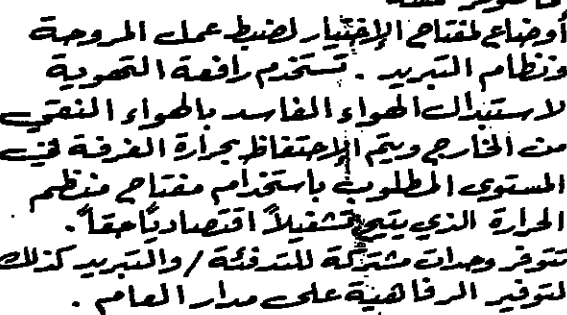 أوضاع لمفتاح الإختيار لضبط عمل المروحة
ونظام التبريد . تستخدم رافعة التهوية
لاستبدال الهواء الفاسد بالهواء النقي
من الخارج ويتم الإحتفاظ بحرارة الغرفة في
المستوى المطلوب باستخدام مفتاح منظم
الحرارة الذي يتيح تشغيلاً اقتصادياً حقاً .
تتوفر وحدات مشتركة للتدفئة / والتبريد كذلك
لتوفير الرفاهية على مدار العام .